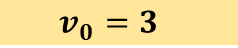 v₀ = 3